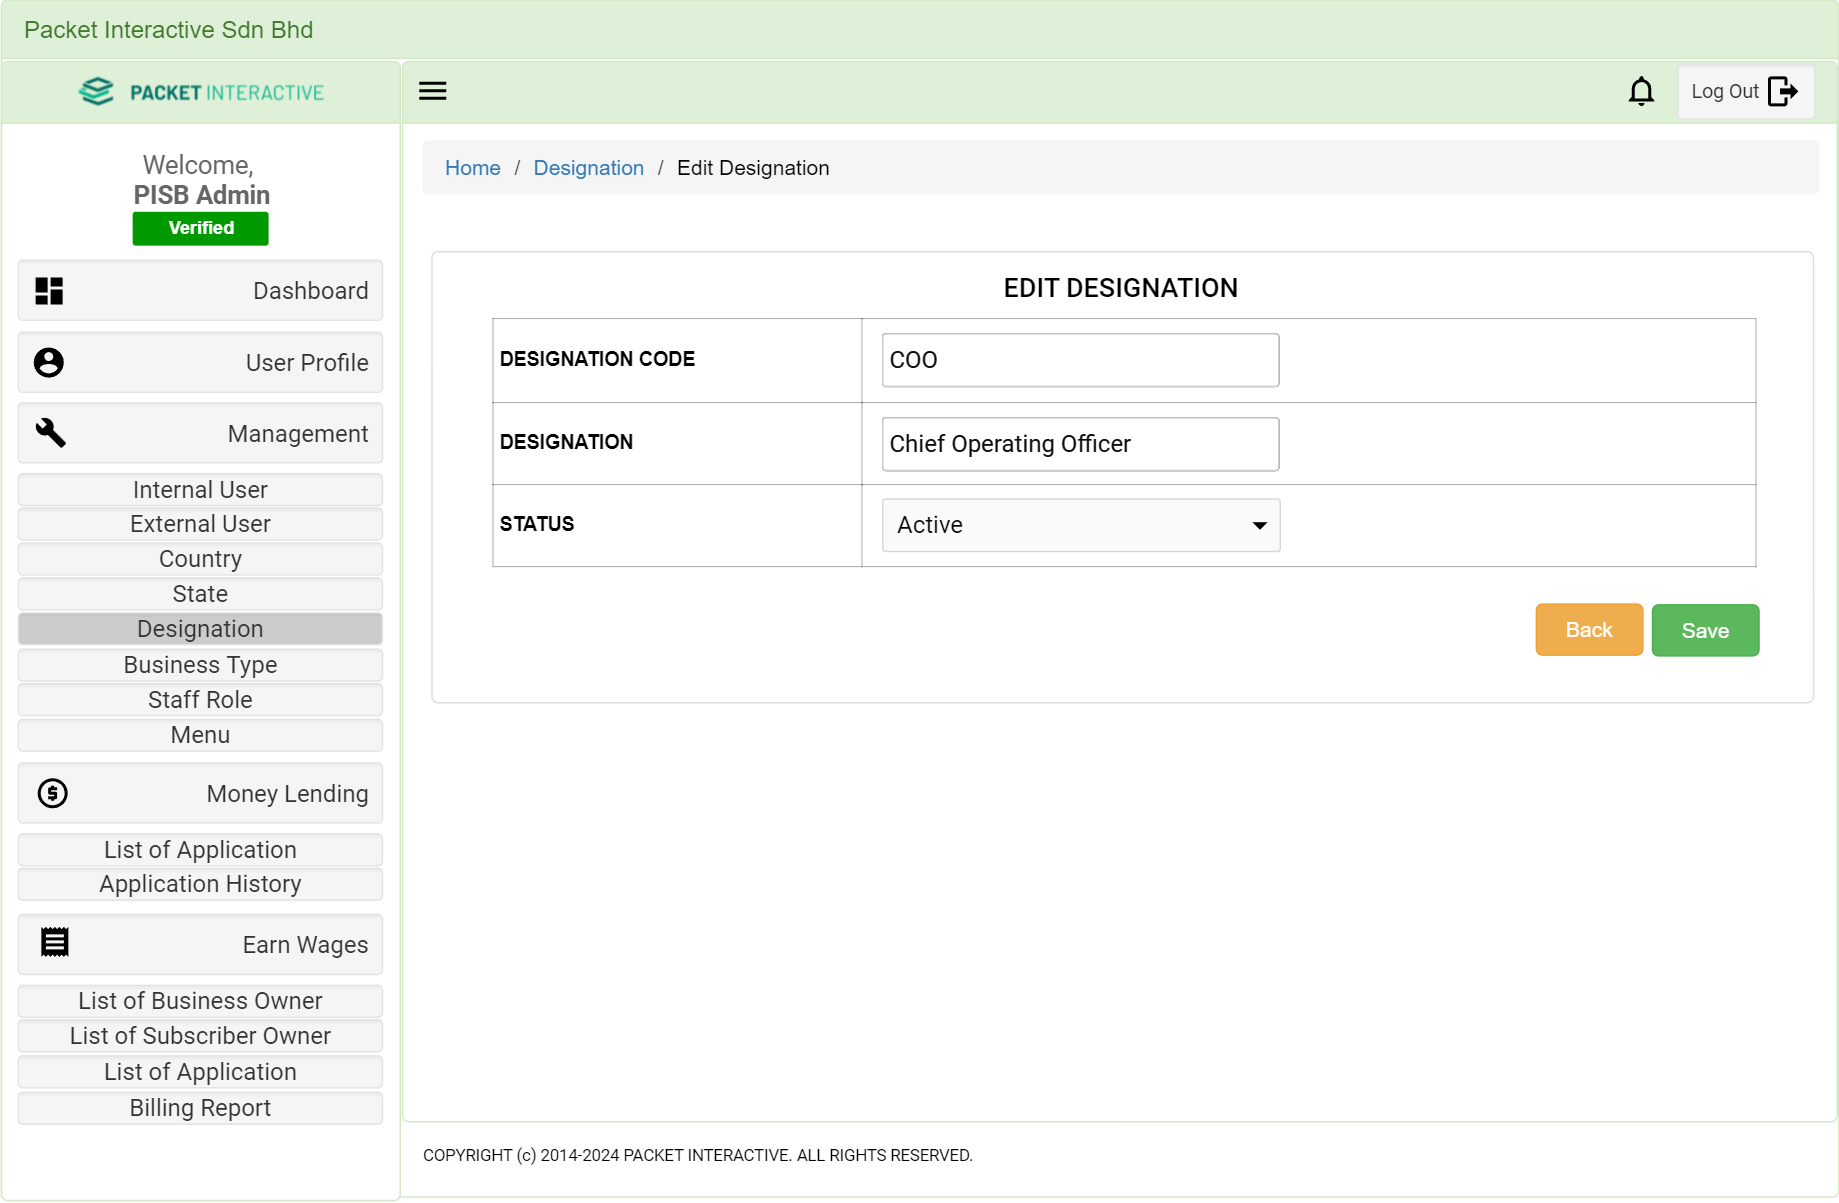 Packet Interactive Sdn Bhd
PACKET INTERACTIVE
Log Out
Welcome,
PISB Admin
Verified
Dashboard
User Profile
Management
Internal User
External User
Country
State
Designation
Business Type
Staff Role
Menu
Money Lending
List of Application
Application History
Earn Wages
List of Business Owner
List of Subscriber Owner
List of Application
Billing Report
Home / Designation / Edit Designation
EDIT DESIGNATION
DESIGNATION CODE COO
DESIGNATION Chief Operating Officer
STATUS Active
Back Save
COPYRIGHT (c) 2014-2024 PACKET INTERACTIVE. ALL RIGHTS RESERVED.